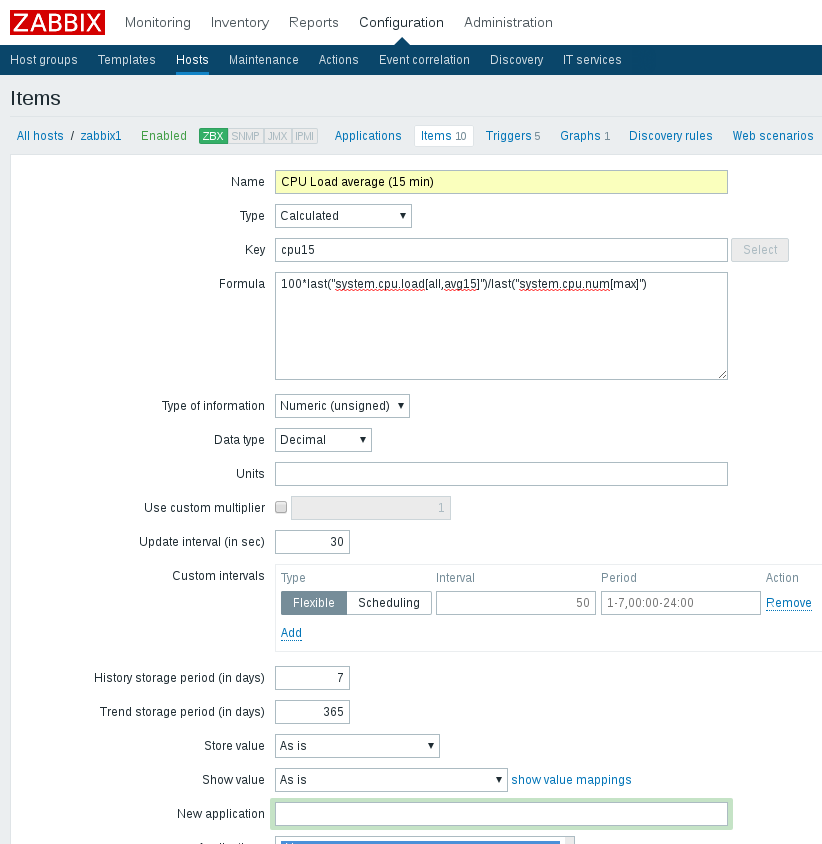 ZABBIX Monitoring Inventory Reports Configuration Administration
Host groups Templates Hosts Maintenance Actions Event correlation Discovery IT services
Items
All hosts / zabbix1 Enabled ZBX SNMP JMX IPMI Applications Items 10 Triggers 5 Graphs 1 Discovery rules Web scenarios
Name CPU Load average (15 min)
Type Calculated
Key cpu15 Select
Formula 100*last("system.cpu.load[all,avg15]")/last("system.cpu.num[max]")
Type of information Numeric (unsigned)
Data type Decimal
Units
Use custom multiplier 1
Update interval (in sec) 30
Custom intervals Type Interval Period Action
Flexible Scheduling 50 1-7,00:00-24:00 Remove
Add
History storage period (in days) 7
Trend storage period (in days) 365
Store value As is
Show value As is show value mappings
New application